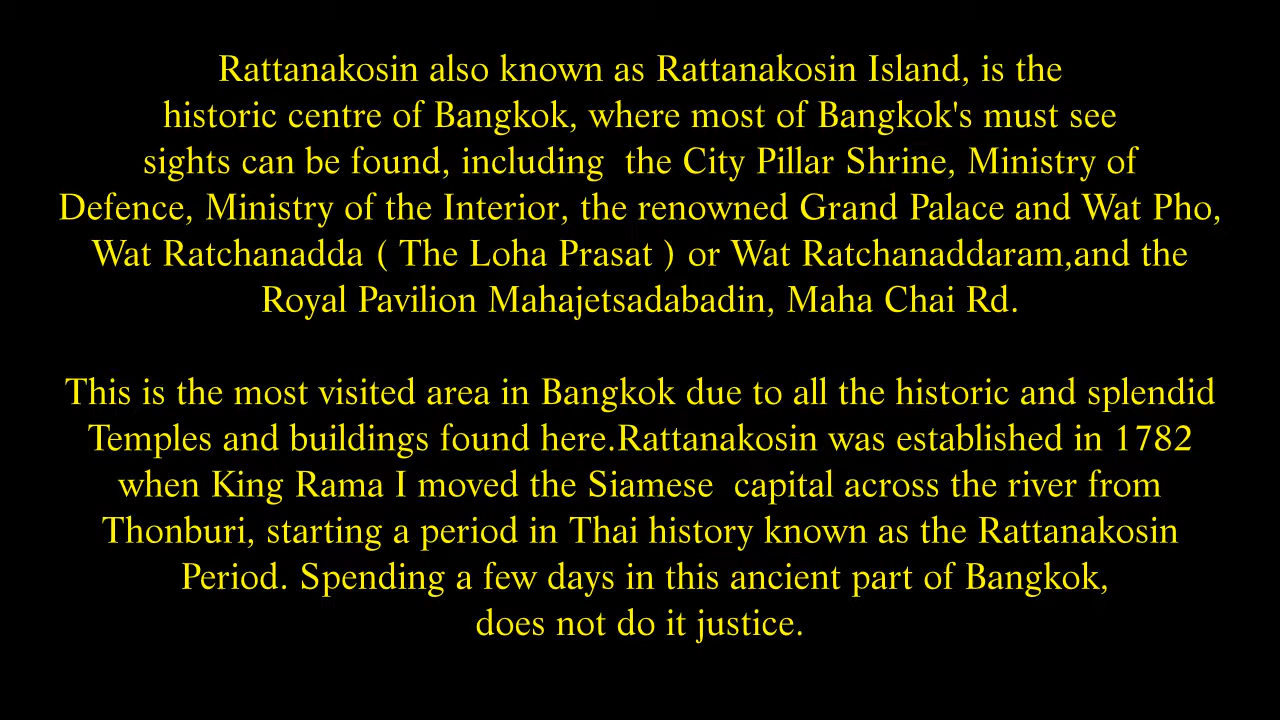 Rattanakosin also known as Rattanakosin Island, is the
historic centre of Bangkok, where most of Bangkok's must see
sights can be found, including  the City Pillar Shrine, Ministry of
Defence, Ministry of the Interior, the renowned Grand Palace and Wat Pho,
Wat Ratchanadda ( The Loha Prasat ) or Wat Ratchanaddaram,and the
Royal Pavilion Mahajetsadabadin, Maha Chai Rd.
This is the most visited area in Bangkok due to all the historic and splendid
Temples and buildings found here.Rattanakosin was established in 1782
when King Rama I moved the Siamese  capital across the river from
Thonburi, starting a period in Thai history known as the Rattanakosin
Period. Spending a few days in this ancient part of Bangkok,
does not do it justice.